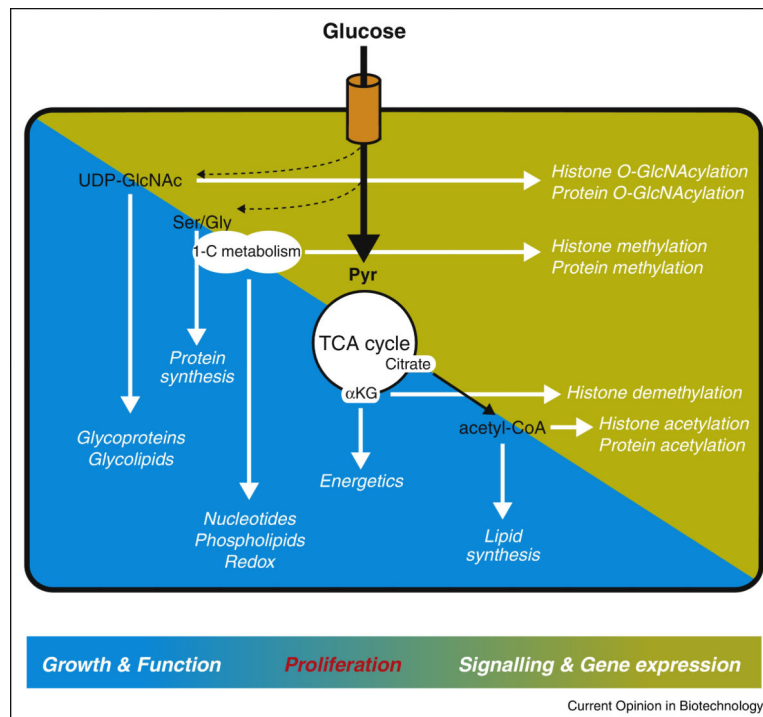 Glucose
UDP-GlcNAc
Histone O-GlcNAcylation
Protein O-GlcNAcylation
Ser/Gly
1-C metabolism
Histone methylation
Protein methylation
Pyr
TCA cycle
Citrate
Protein
synthesis
αKG
Histone demethylation
acetyl-CoA
Histone acetylation
Protein acetylation
Glycoproteins
Glycolipids
Energetics
Nucleotides
Phospholipids
Redox
Lipid
synthesis
Growth & Function
Proliferation
Signalling & Gene expression
Current Opinion in Biotechnology